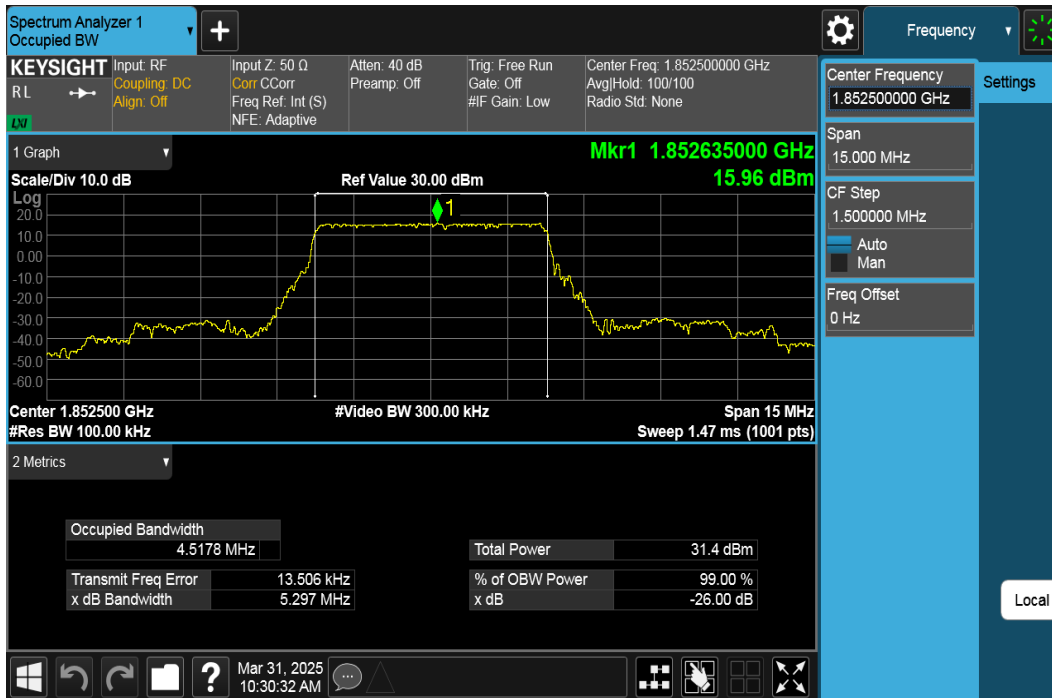 Spectrum Analyzer 1
Occupied BW
Frequency
KEYSIGHT
RL
LXI
Input: RF
Coupling: DC
Align: Off
Input Z: 50 Ω
Corr CCorr
Freq Ref: Int (S)
NFE: Adaptive
Atten: 40 dB
Preamp: Off
Trig: Free Run
Gate: Off
#IF Gain: Low
Center Freq: 1.852500000 GHz
Avg|Hold: 100/100
Radio Std: None
Center Frequency
1.852500000 GHz
Settings
Span
15.000 MHz
CF Step
1.500000 MHz
Auto
Man
Freq Offset
0 Hz
1 Graph
Mkr1 1.852635000 GHz
15.96 dBm
Scale/Div 10.0 dB
Ref Value 30.00 dBm
Log
1
20.0
10.0
0.00
-10.0
-20.0
-30.0
-40.0
-50.0
-60.0
Center 1.852500 GHz
#Video BW 300.00 kHz
Span 15 MHz
#Res BW 100.00 kHz
Sweep 1.47 ms (1001 pts)
2 Metrics
Occupied Bandwidth
4.5178 MHz
Total Power 31.4 dBm
Transmit Freq Error 13.506 kHz
% of OBW Power 99.00 %
x dB Bandwidth 5.297 MHz
x dB -26.00 dB
Local
?
Mar 31, 2025
10:30:32 AM